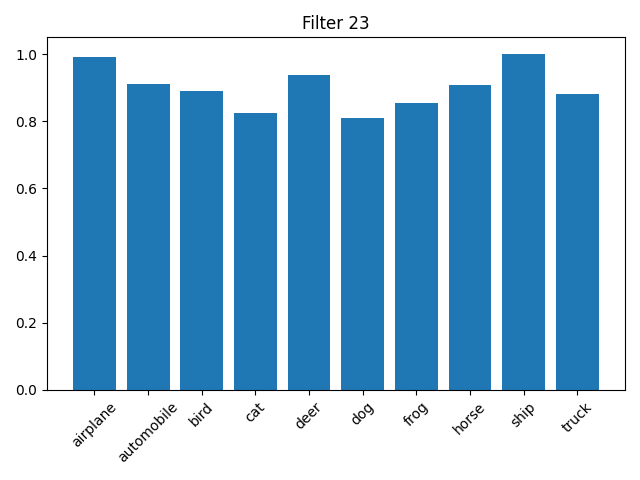 Filter 23
1.0
0.8
0.6
0.4
0.2
0.0
airplane
automobile
bird
cat
deer
dog
frog
horse
ship
truck